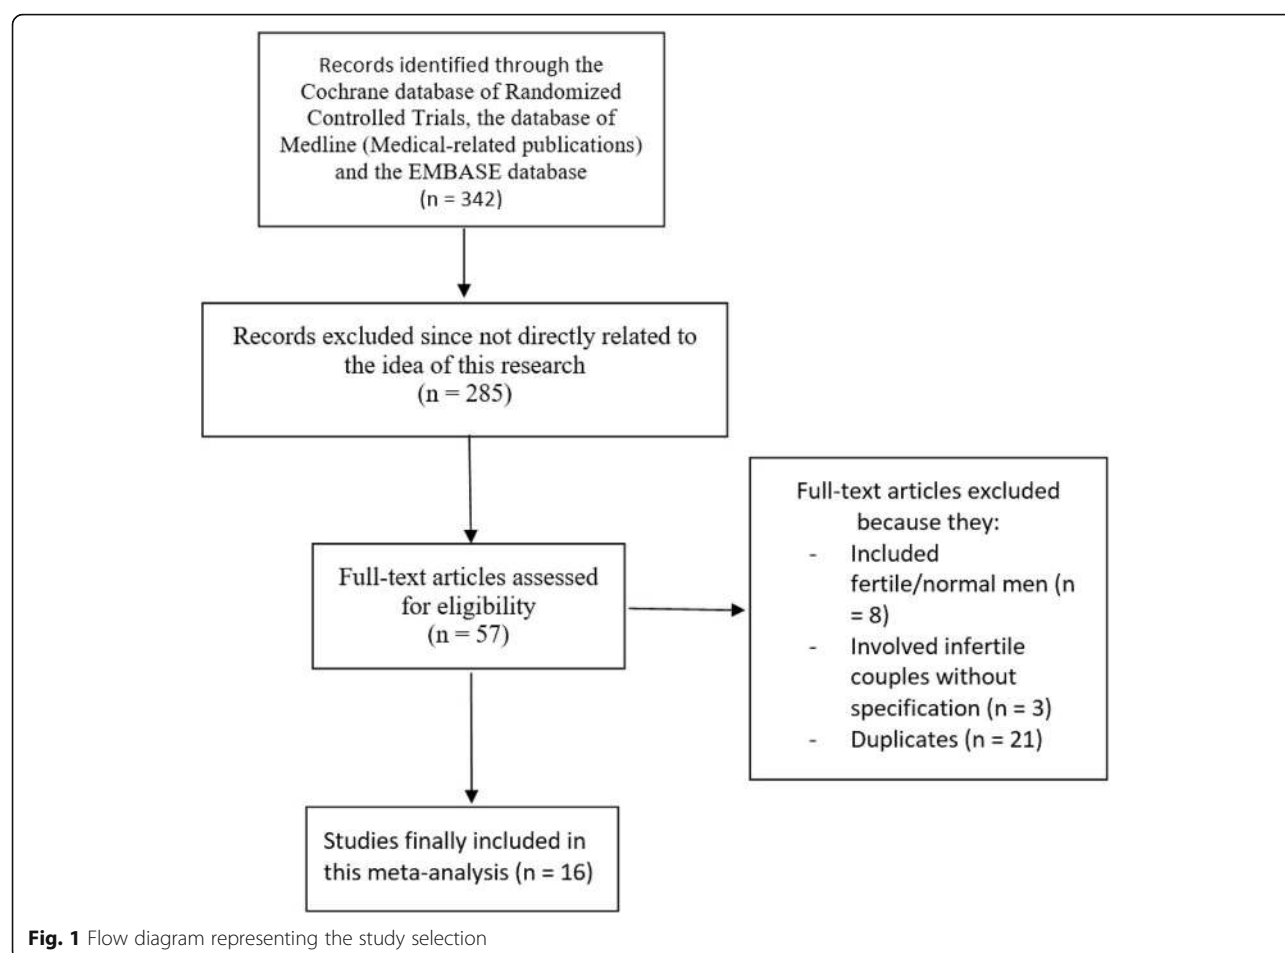 Records identified through the
Cochrane database of Randomized
Controlled Trials, the database of
Medline (Medical-related publications)
and the EMBASE database
(n = 342)
Records excluded since not directly related to
the idea of this research
(n = 285)
Full-text articles assessed
for eligibility
(n = 57)
Full-text articles excluded
because they:
- Included
fertile/normal men (n
= 8)
- Involved infertile
couples without
specification (n = 3)
- Duplicates (n = 21)
Studies finally included in
this meta-analysis (n = 16)
Fig. 1 Flow diagram representing the study selection